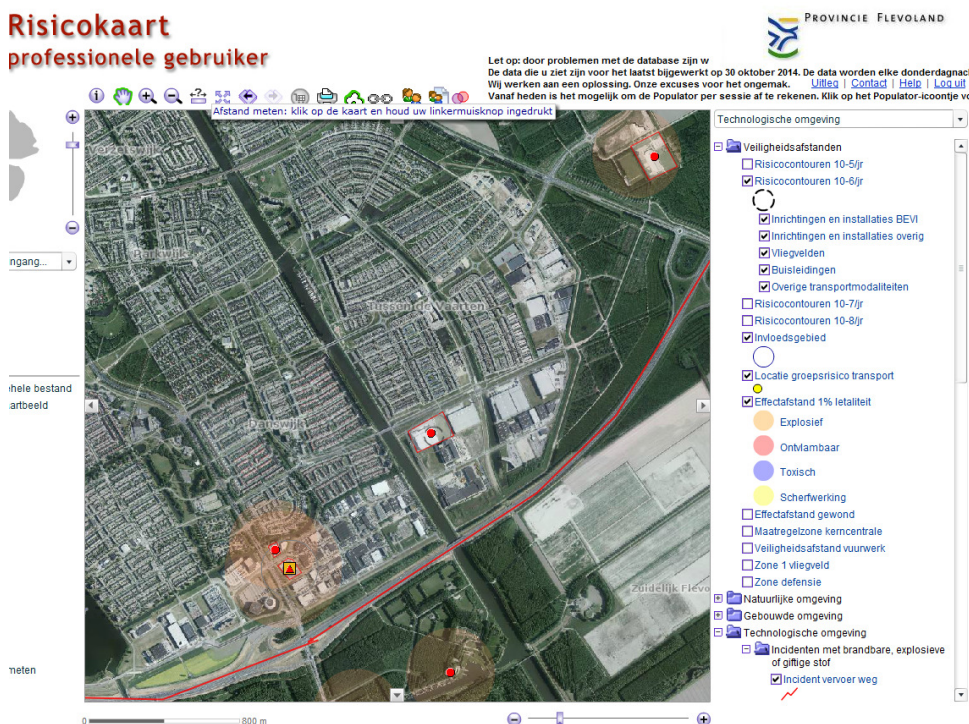 Risicokaart
professionele gebruiker
PROVINCIE FLEVOLAND
Let op: door problemen met de database zijn w
De data die u ziet zijn voor het laatst bijgewerkt op 30 oktober 2014. De data worden elke donderdagnac
Wij werken aan een oplossing. Onze excuses voor het ongemak.
Uitleg | Contact | Help | Log uit
Vanaf heden is het mogelijk om de Populator per sessie af te rekenen. Klik op het Populator-icoontje vo
Afstand meten: klik op de kaart en houd uw linkermuisknop ingedrukt
Technologische omgeving
Veiligheidsafstanden
Risicocontouren 10-5/jr
Risicocontouren 10-6/jr
Inrichtingen en installaties BEVI
Inrichtingen en installaties overig
Vliegvelden
Buisleidingen
Overige transportmodaliteiten
Risicocontouren 10-7/jr
Risicocontouren 10-8/jr
Invloedsgebied
Locatie groepsrisico transport
Effectafstand 1% letaliteit
Explosief
Ontvlambaar
Toxisch
Scherfwerking
Effectafstand gewond
Maatregelzone kerncentrale
Veiligheidsafstand vuurwerk
Zone 1 vliegveld
Zone defensie
Natuurlijke omgeving
Gebouwde omgeving
Technologische omgeving
Incidenten met brandbare, explosieve
of giftige stof
Incident vervoer weg
Parkwijk
Tussen de Vaarten
Danswijk
Zuidelijk Flevo
ngang...
ehele bestand
aartbeeld
meten
0
800 m